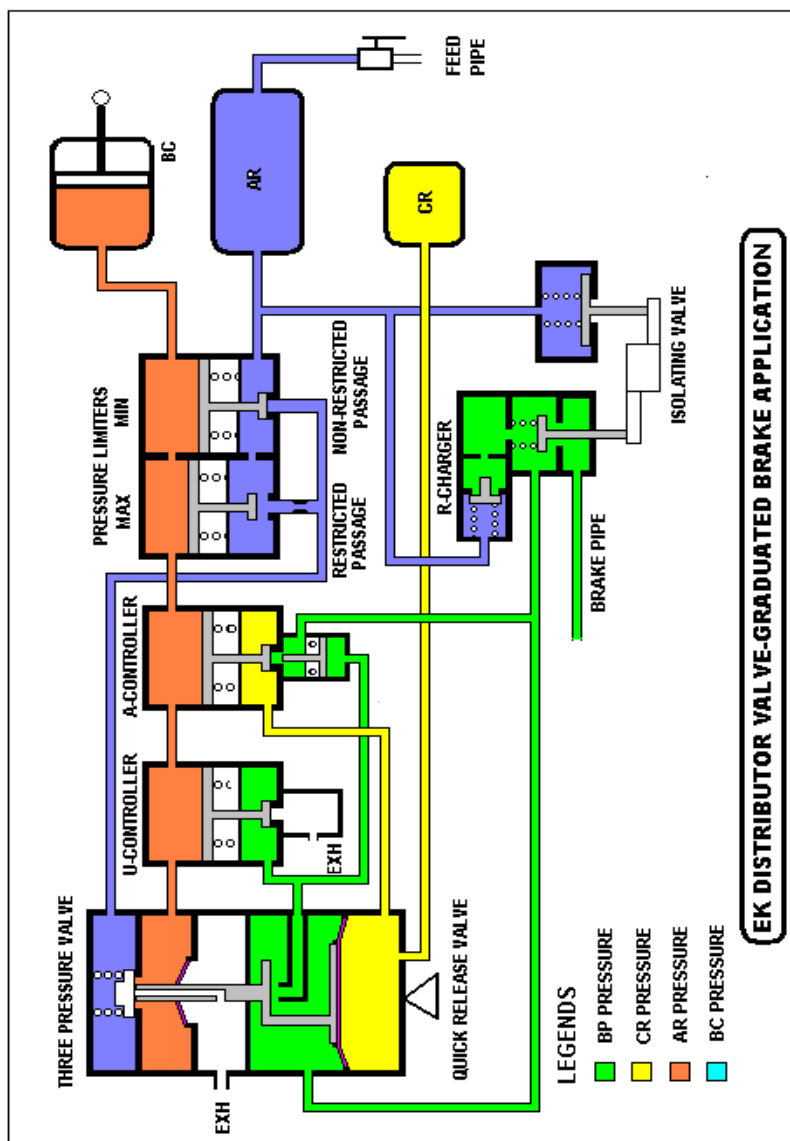 FEED
PIPE
BC
AR
CR
PRESSURE LIMITERS
MAX
MIN
NON-RESTRICTED
PASSAGE
RESTRICTED
PASSAGE
R-CHARGER
ISOLATING VALVE
BRAKE PIPE
A-CONTROLLER
U-CONTROLLER
EXH
THREE PRESSURE VALVE
EXH
QUICK RELEASE VALVE
LEGENDS
BP PRESSURE
CR PRESSURE
AR PRESSURE
BC PRESSURE
EK DISTRIBUTOR VALVE-GRADUATED BRAKE APPLICATION